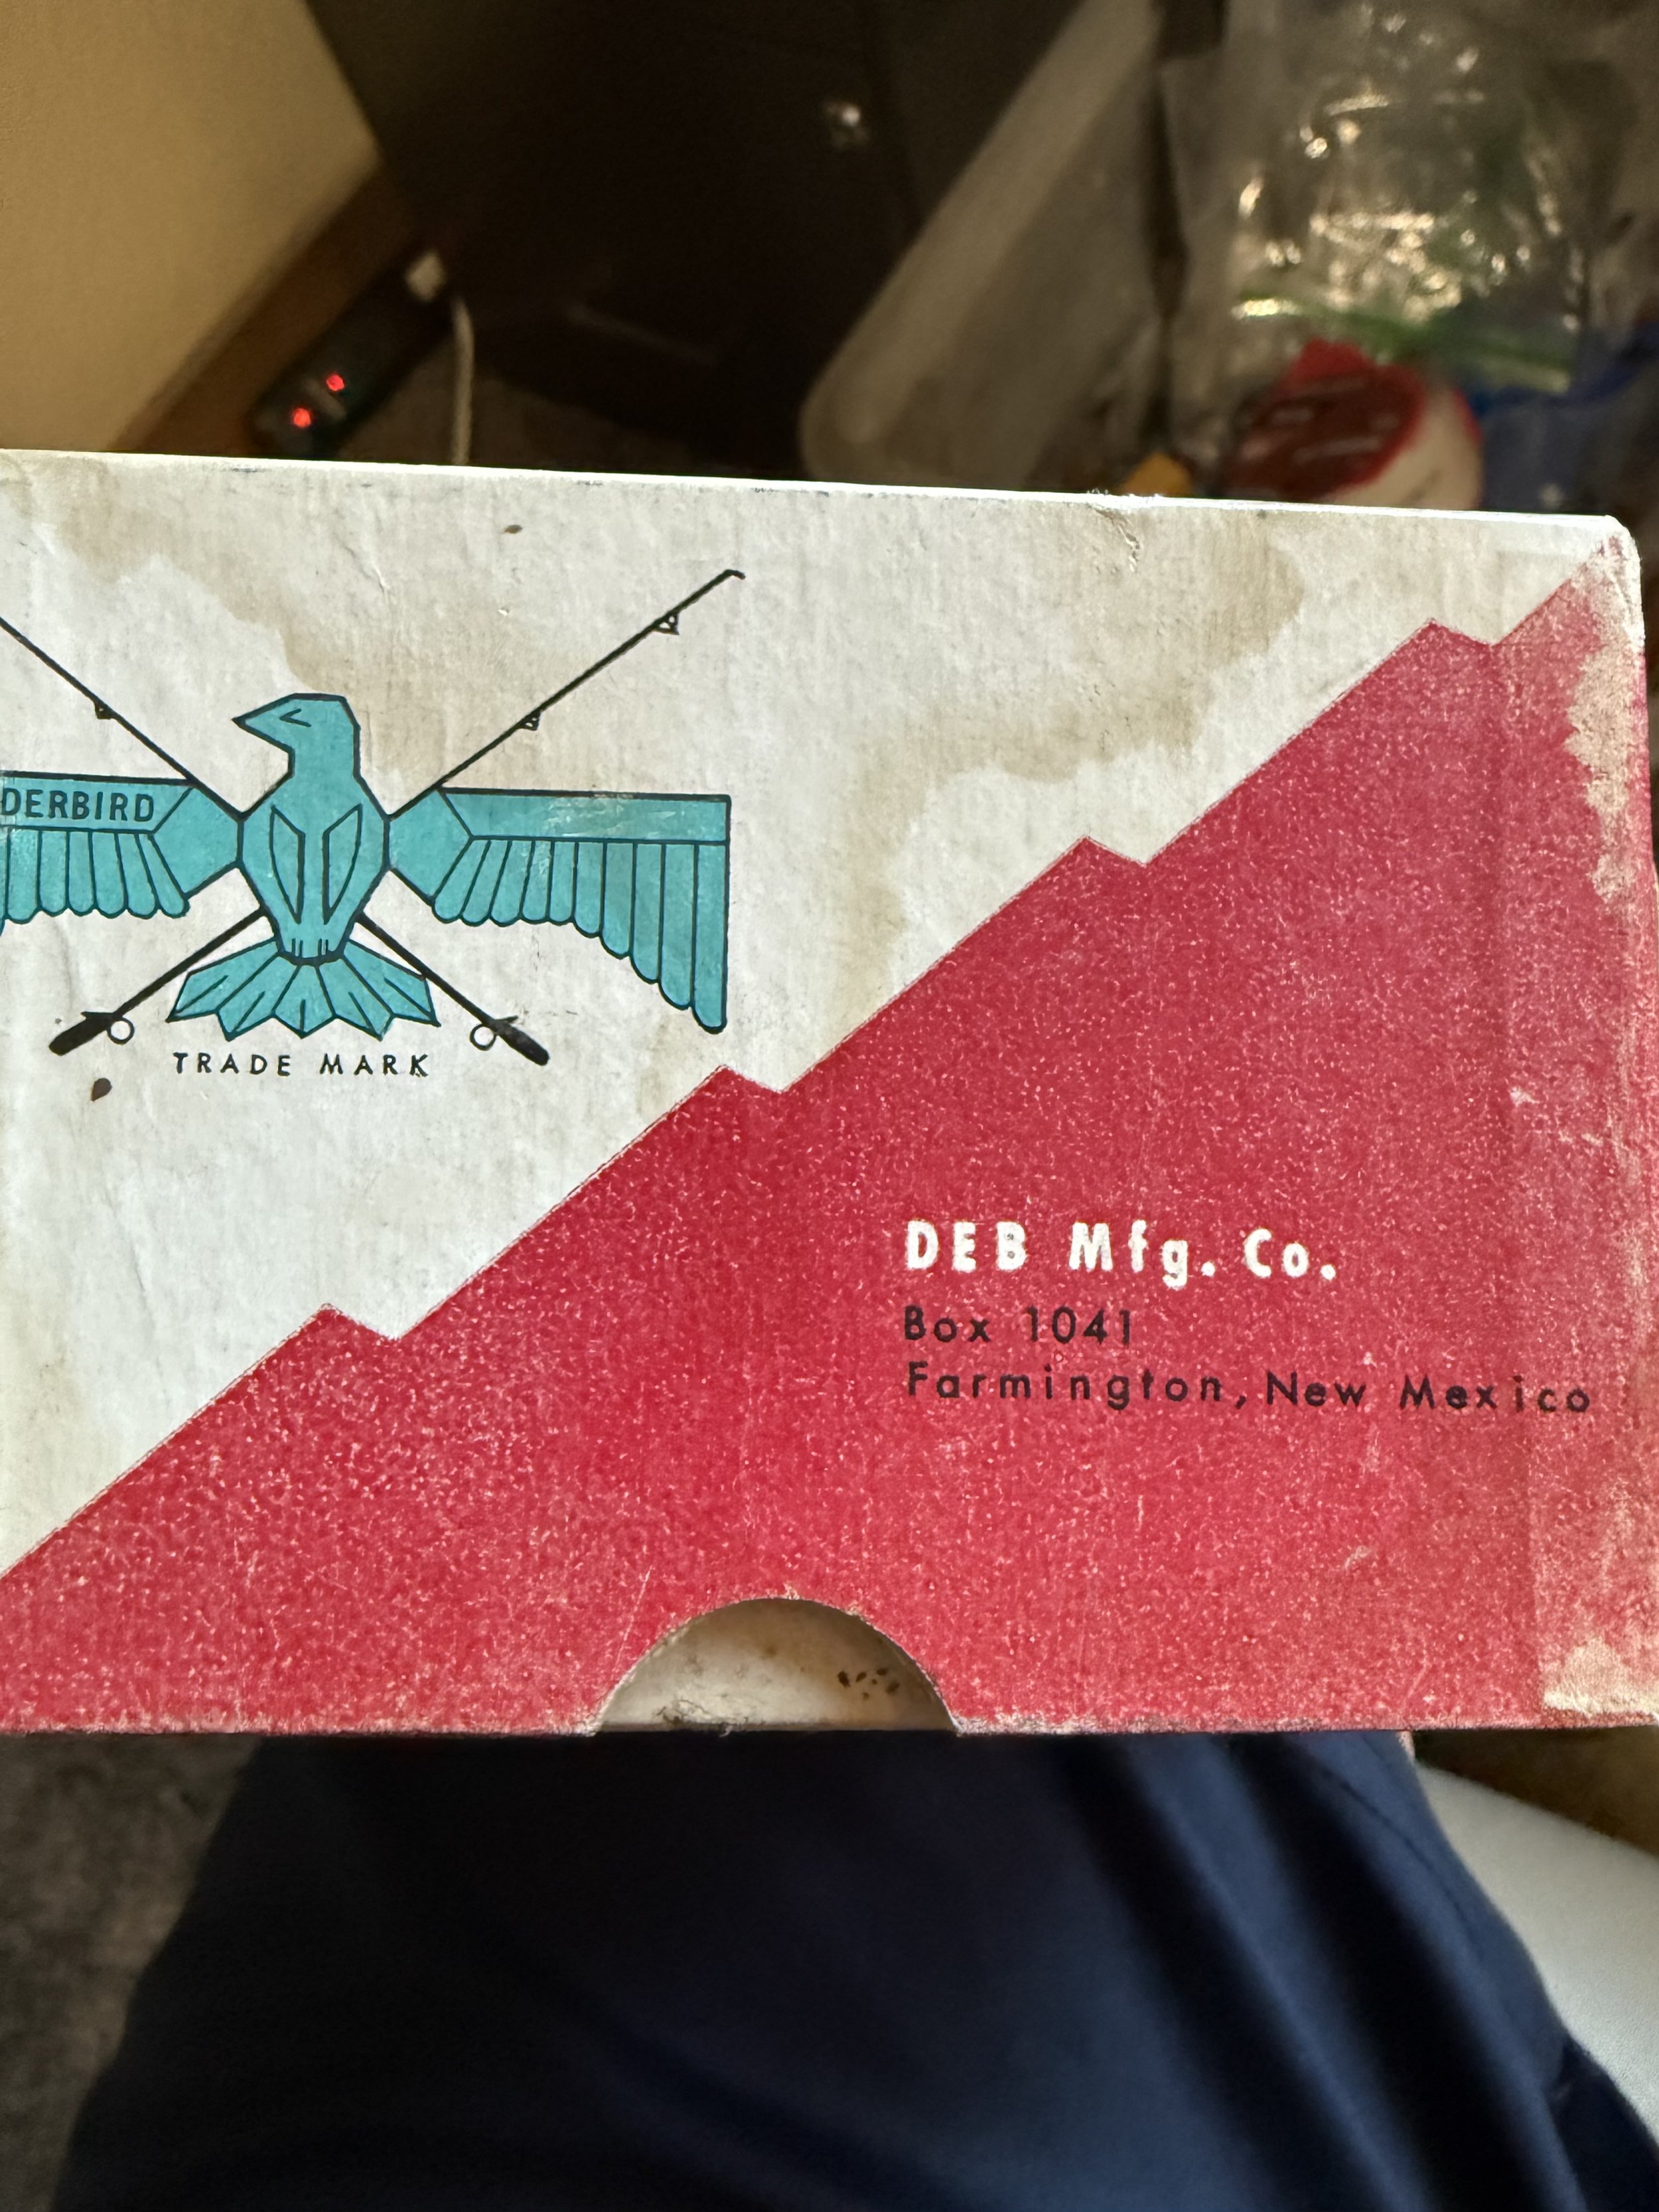 DERBIRD
TRADE MARK
DEB Mfg. Co.
Box 1041
Farmington, New Mexico